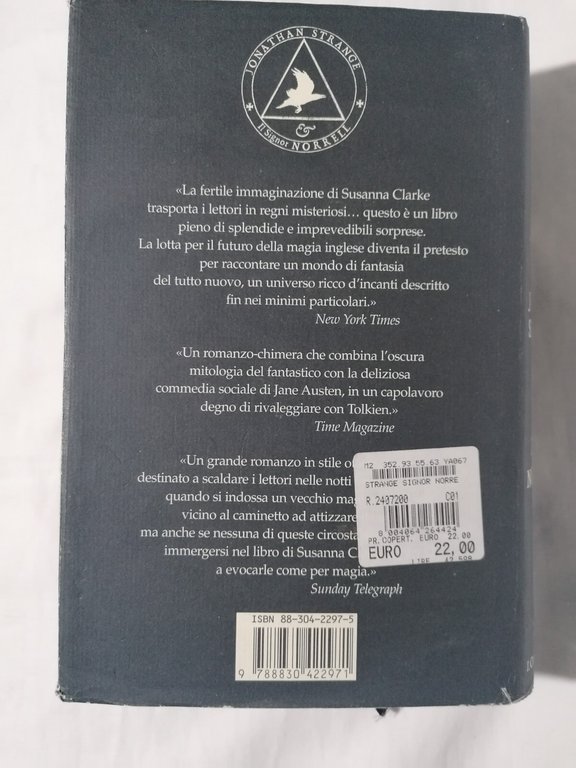 JONATHAN STRANGE
&
Il Signor NORRELL
«La fertile immaginazione di Susanna Clarke
trasporta i lettori in regni misteriosi… questo è un libro
pieno di splendide e imprevedibili sorprese.
La lotta per il futuro della magia inglese diventa il pretesto
per raccontare un mondo di fantasia
del tutto nuovo, un universo ricco d'incanti descritto
fin nei minimi particolari.»
New York Times
«Un romanzo-chimera che combina l'oscura
mitologia del fantastico con la deliziosa
commedia sociale di Jane Austen, in un capolavoro
degno di rivaleggiare con Tolkien.»
Time Magazine
«Un grande romanzo in stile
destinato a scaldare i lettori nelle notti
quando si indossa un vecchio
vicino al caminetto ad attizzare
ma anche se nessuna di queste
immergersi nel libro di Susanna
a evocarle come per magia.»
Sunday Telegraph
M2 352 93 55 63 YA067
STRANGE SIGNOR NORRE
R.2407200 C01
8 004064 264424
PR.COPERT. EURO 22.00
EURO 22,00
LIRE
ISBN 88-304-2297-5
9 788830 422971